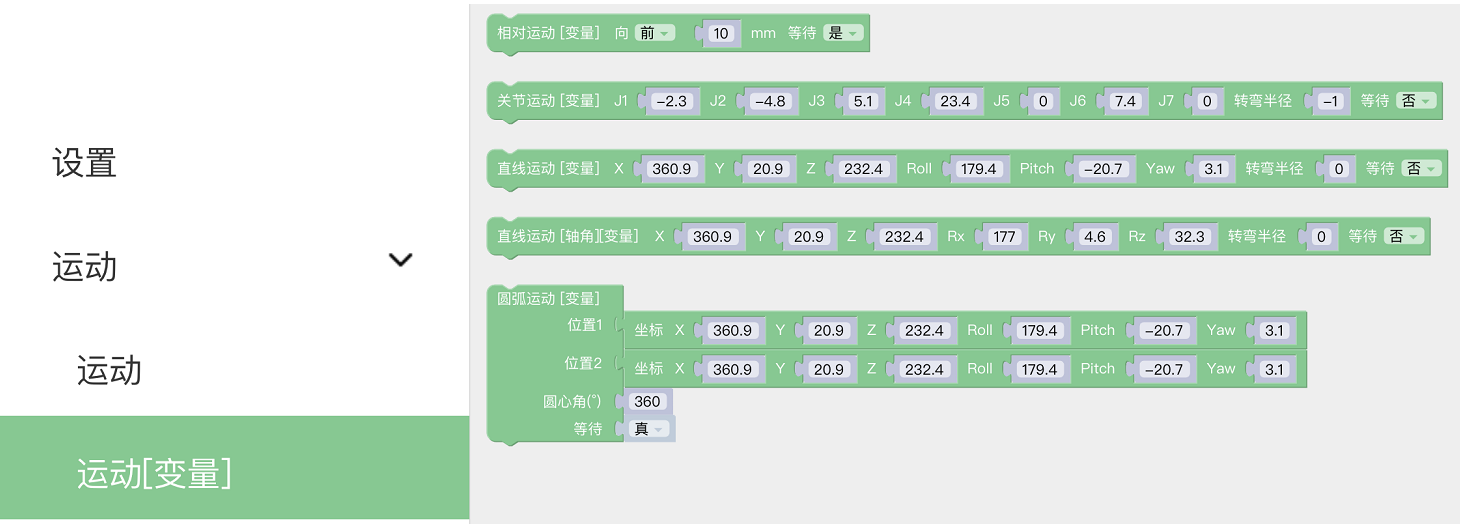 设置
运动
运动
运动[变量]
相对运动 [变量] 向 前 10 mm 等待 是
关节运动 [变量] J1 -2.3 J2 -4.8 J3 5.1 J4 23.4 J5 0 J6 7.4 J7 0 转弯半径 -1 等待 否
直线运动 [变量] X 360.9 Y 20.9 Z 232.4 Roll 179.4 Pitch -20.7 Yaw 3.1 转弯半径 0 等待 否
直线运动 [轴角][变量] X 360.9 Y 20.9 Z 232.4 Rx 177 Ry 4.6 Rz 32.3 转弯半径 0 等待 否
圆弧运动 [变量]
位置1 坐标 X 360.9 Y 20.9 Z 232.4 Roll 179.4 Pitch -20.7 Yaw 3.1
位置2 坐标 X 360.9 Y 20.9 Z 232.4 Roll 179.4 Pitch -20.7 Yaw 3.1
圆心角(°) 360
等待 真